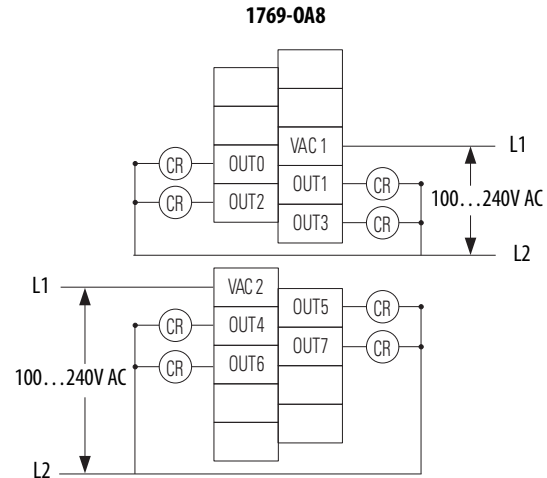 1769-OA8
VAC 1
L1
CR
OUT0
OUT1
CR
100...240V AC
CR
OUT2
OUT3
CR
L2
L1
VAC 2
OUT5
CR
CR
OUT4
OUT7
CR
CR
OUT6
100...240V AC
L2